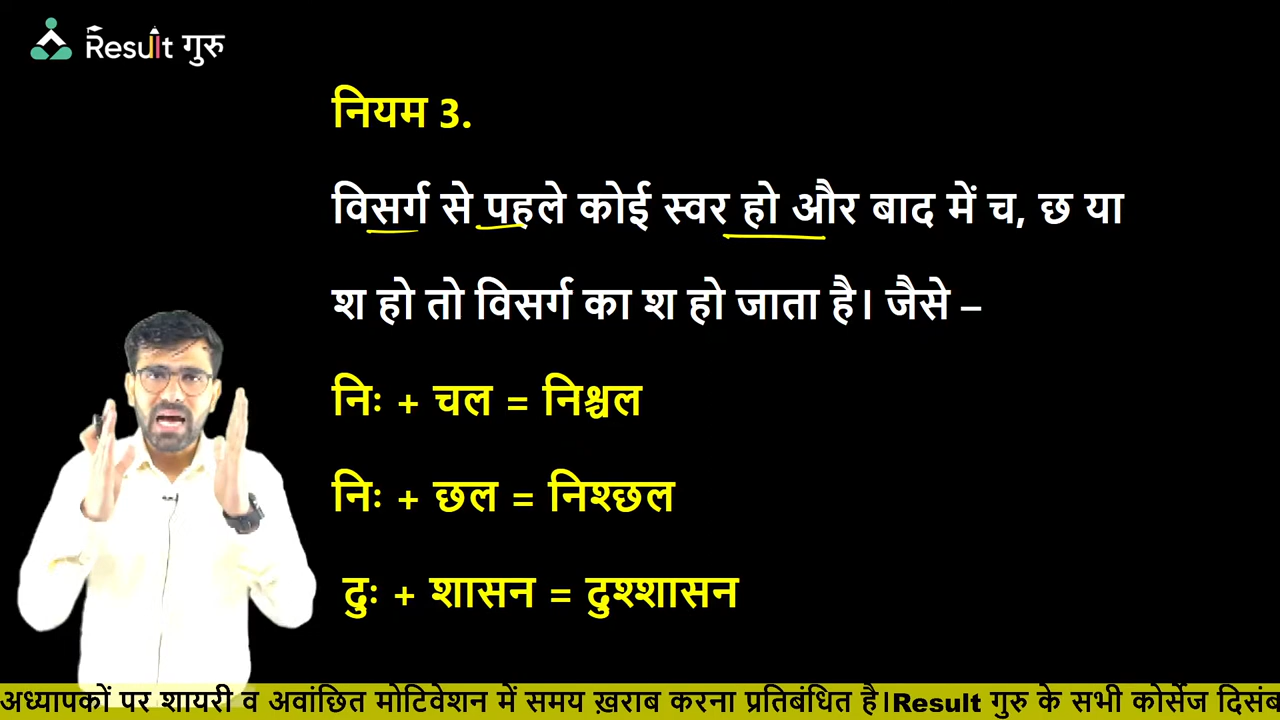 Result गुरु
नियम 3.
विसर्ग से पहले कोई स्वर हो और बाद में च, छ या
श हो तो विसर्ग का श हो जाता है। जैसे –
निः + चल = निश्चल
निः + छल = निश्छल
दुः + शासन = दुश्शासन
अध्यापकों पर शायरी व अवांछित मोटिवेशन में समय ख़राब करना प्रतिबंधित है।Result गुरु के सभी कोर्सेज दिसंब